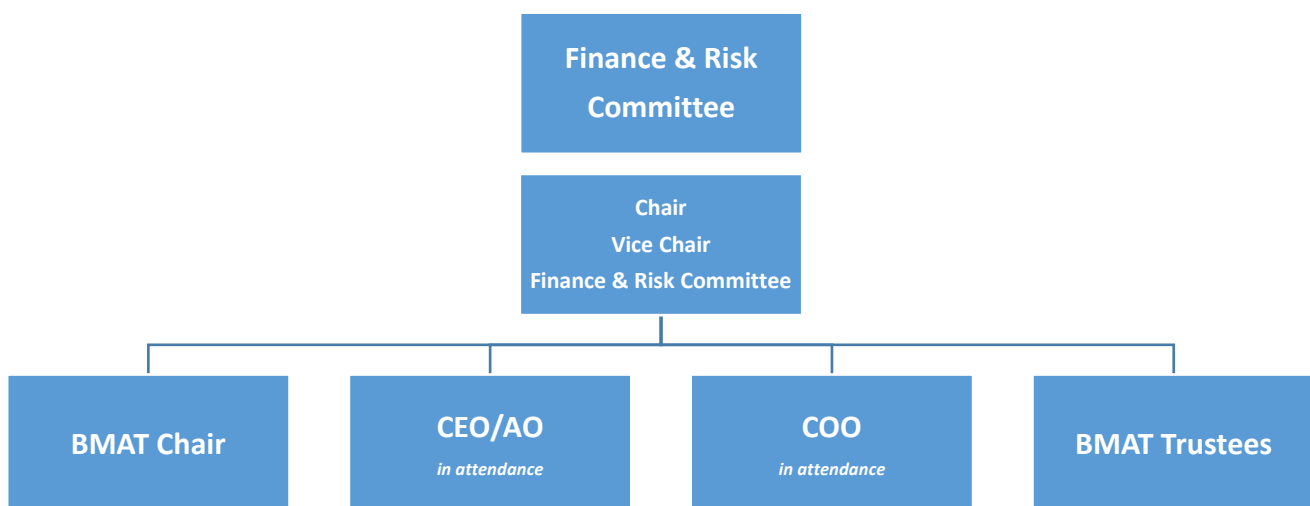 Finance & Risk
Committee
Chair
Vice Chair
Finance & Risk Committee
BMAT Chair
CEO/AO
in attendance
COO
in attendance
BMAT Trustees